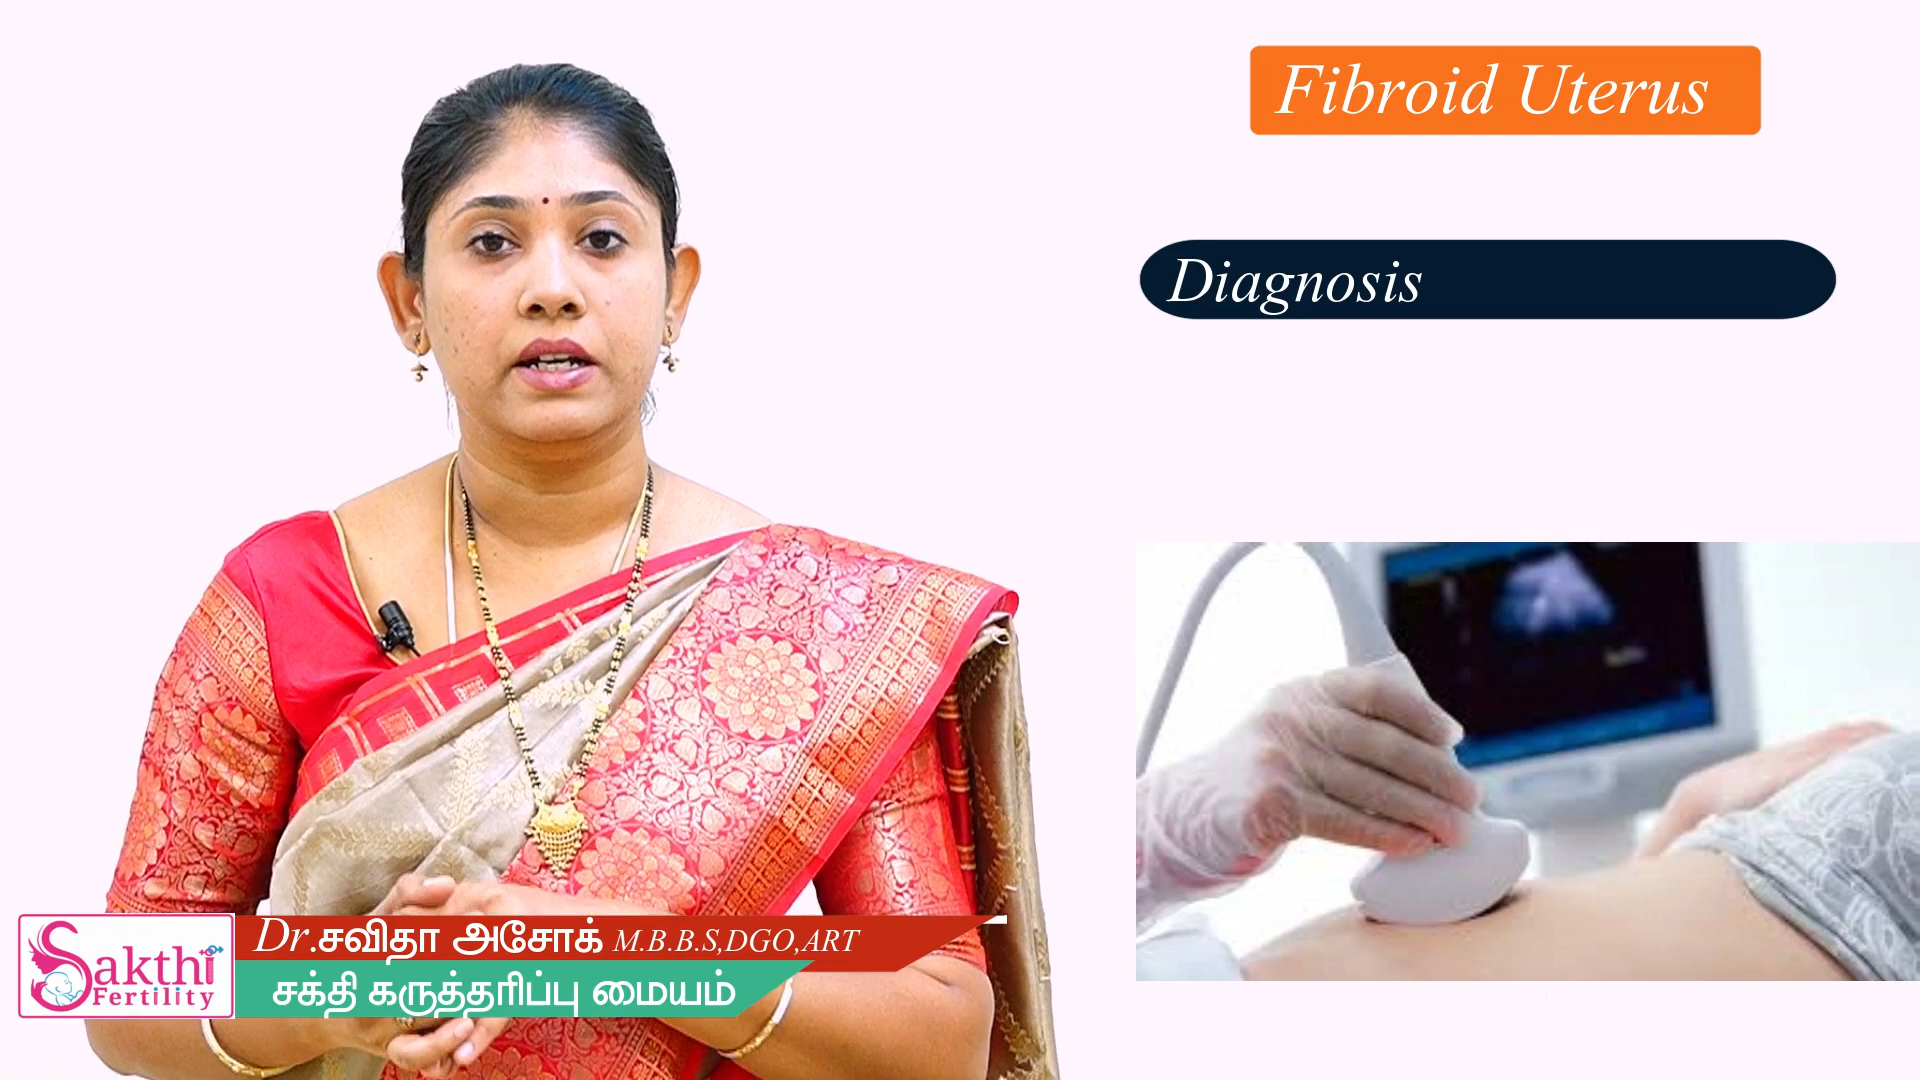 Fibroid Uterus
Diagnosis
Sakthi
Fertility
Dr.சவிதா அசோக் M.B.B.S,DGO,ART
சக்தி கருத்தரிப்பு மையம்